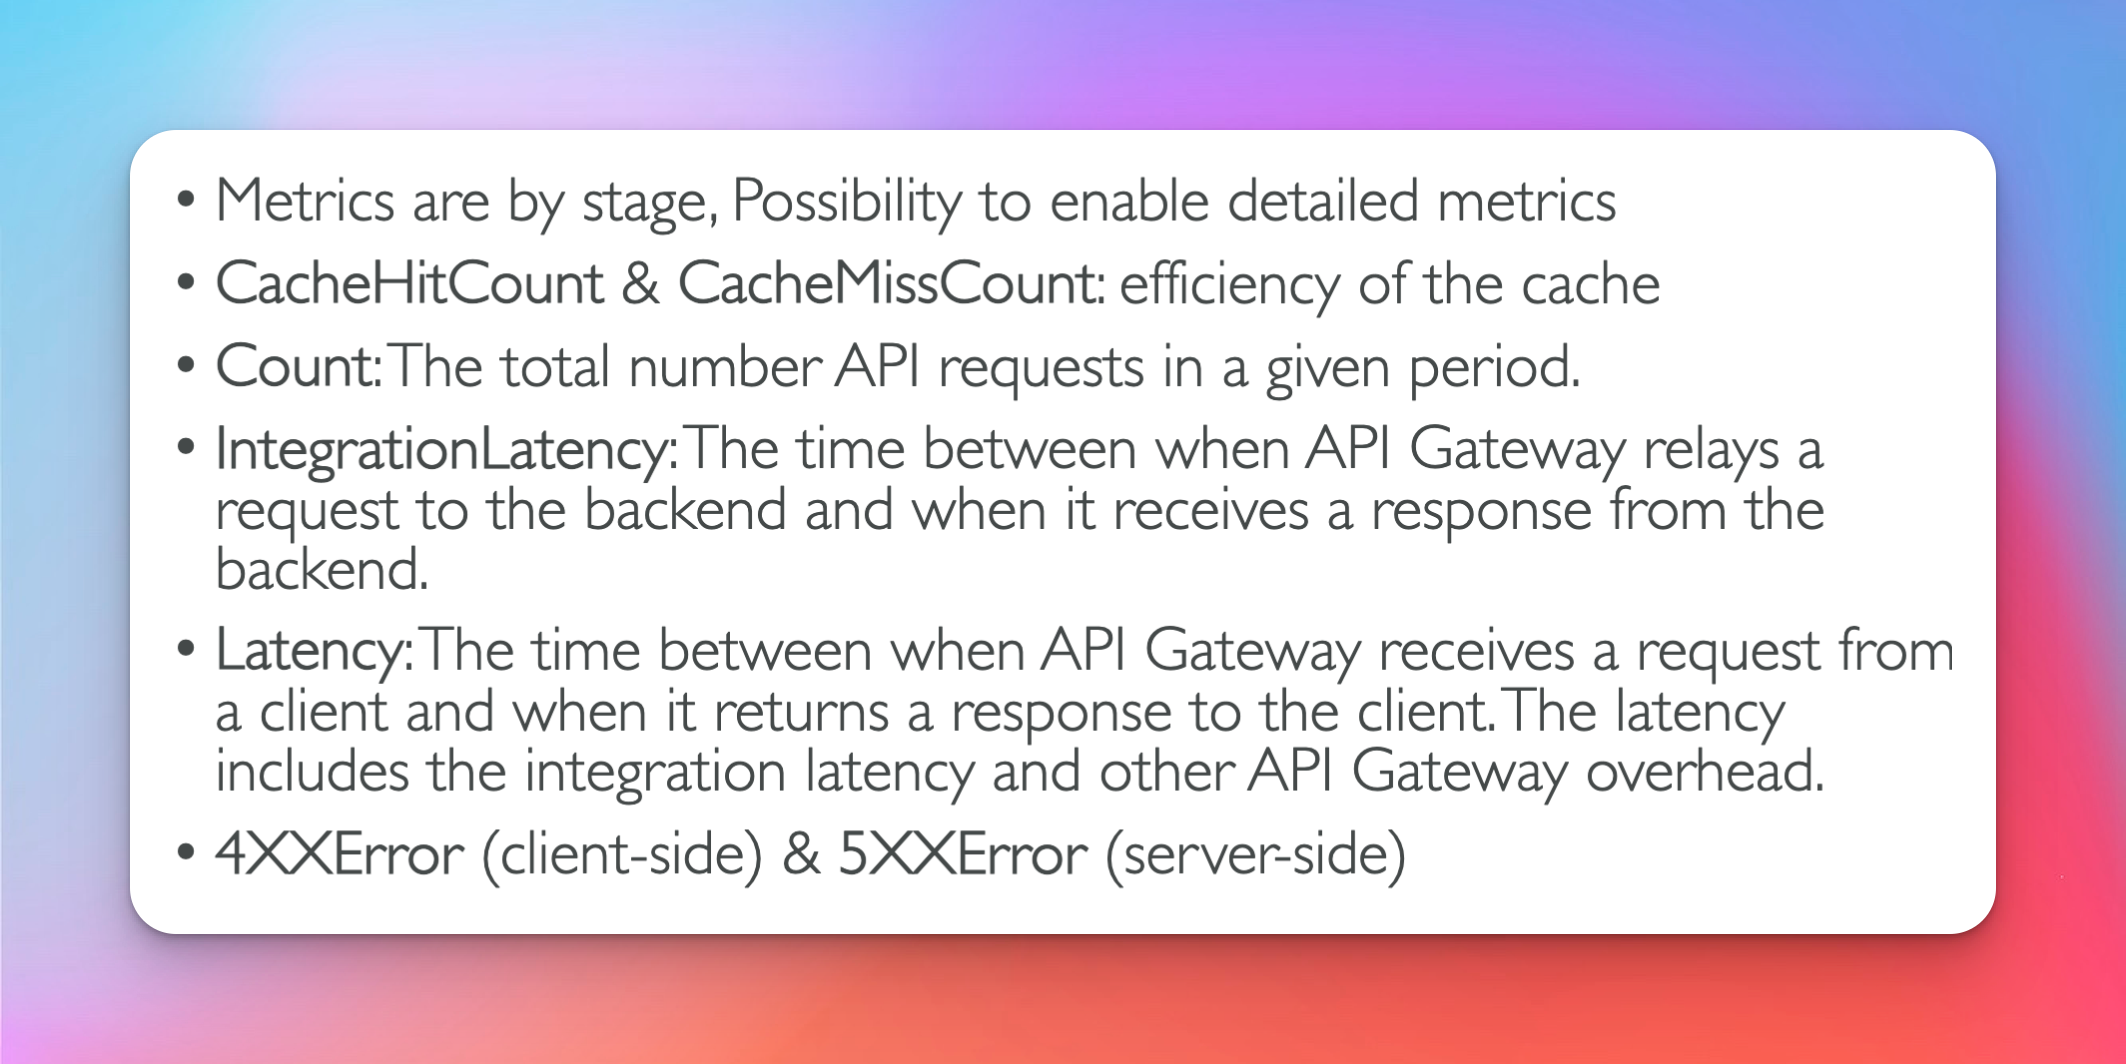 • Metrics are by stage, Possibility to enable detailed metrics
• CacheHitCount & CacheMissCount: efficiency of the cache
• Count: The total number API requests in a given period.
• IntegrationLatency: The time between when API Gateway relays a
request to the backend and when it receives a response from the
backend.
• Latency: The time between when API Gateway receives a request from
a client and when it returns a response to the client. The latency
includes the integration latency and other API Gateway overhead.
• 4XXError (client-side) & 5XXError (server-side)